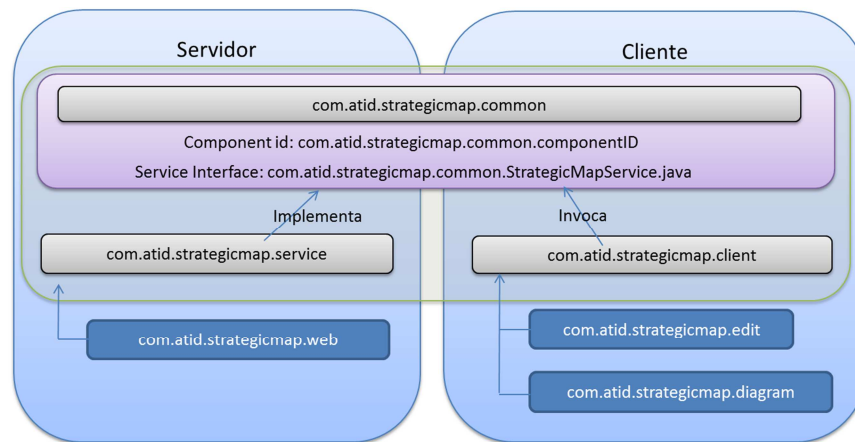 Servidor
Cliente
com.atid.strategicmap.common
Component id: com.atid.strategicmap.common.componentID
Service Interface: com.atid.strategicmap.common.StrategicMapService.java
Implementa
Invoca
com.atid.strategicmap.service
com.atid.strategicmap.client
com.atid.strategicmap.web
com.atid.strategicmap.edit
com.atid.strategicmap.diagram